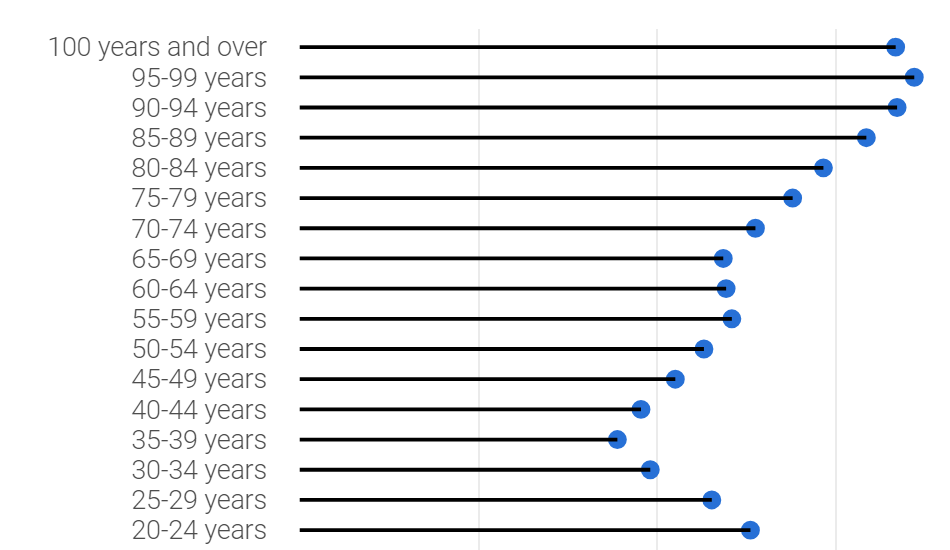 100 years and over
95-99 years
90-94 years
85-89 years
80-84 years
75-79 years
70-74 years
65-69 years
60-64 years
55-59 years
50-54 years
45-49 years
40-44 years
35-39 years
30-34 years
25-29 years
20-24 years